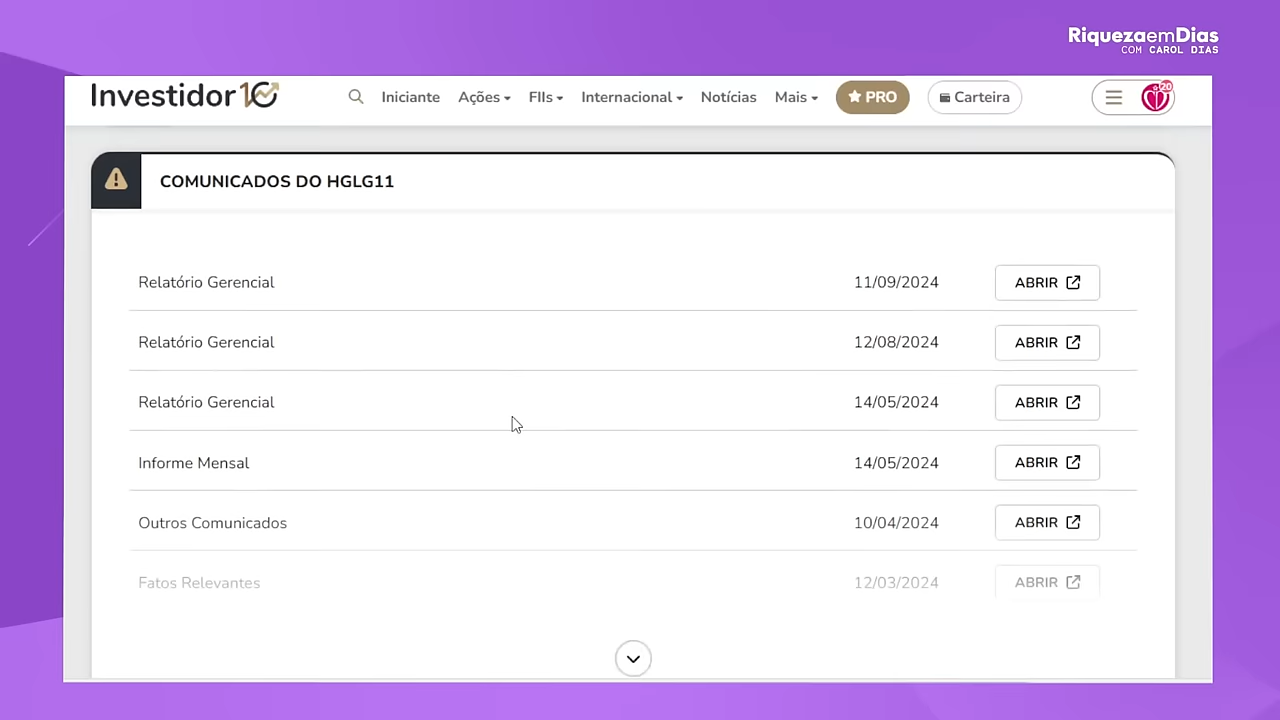 RiquezaemDias
COM CAROL DIAS
Investidor10
Iniciante Ações FIIs Internacional Notícias Mais PRO Carteira 20
COMUNICADOS DO HGLG11
Relatório Gerencial 11/09/2024 ABRIR
Relatório Gerencial 12/08/2024 ABRIR
Relatório Gerencial 14/05/2024 ABRIR
Informe Mensal 14/05/2024 ABRIR
Outros Comunicados 10/04/2024 ABRIR
Fatos Relevantes 12/03/2024 ABRIR